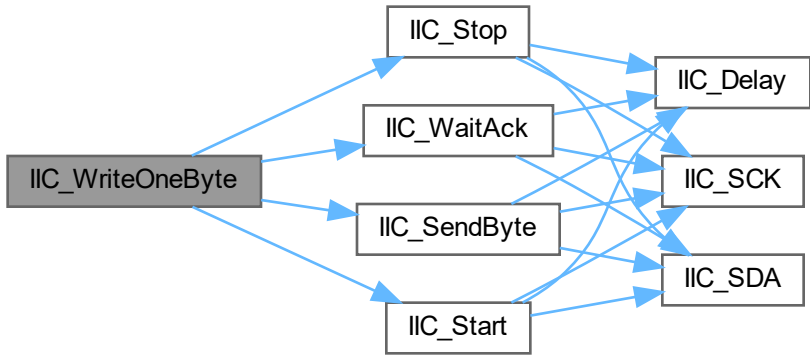 IIC_WriteOneByte
IIC_Stop
IIC_WaitAck
IIC_SendByte
IIC_Start
IIC_Delay
IIC_SCK
IIC_SDA